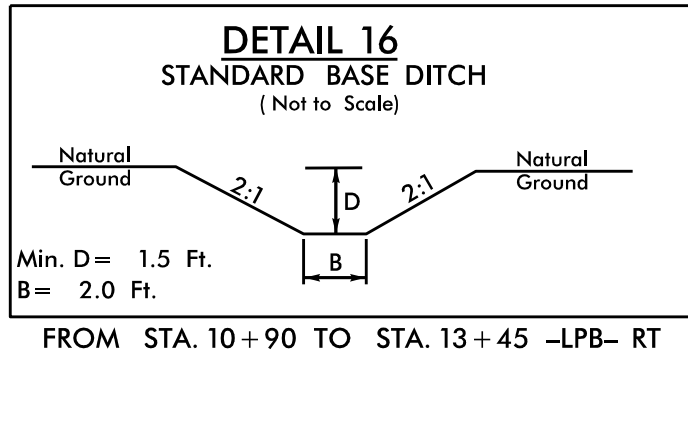 DETAIL 16
STANDARD BASE DITCH
( Not to Scale)
Natural
Ground
2:1
D
2:1
Natural
Ground
B
Min. D= 1.5 Ft.
B= 2.0 Ft.
FROM STA. 10+90 TO STA. 13+45 -LPB- RT